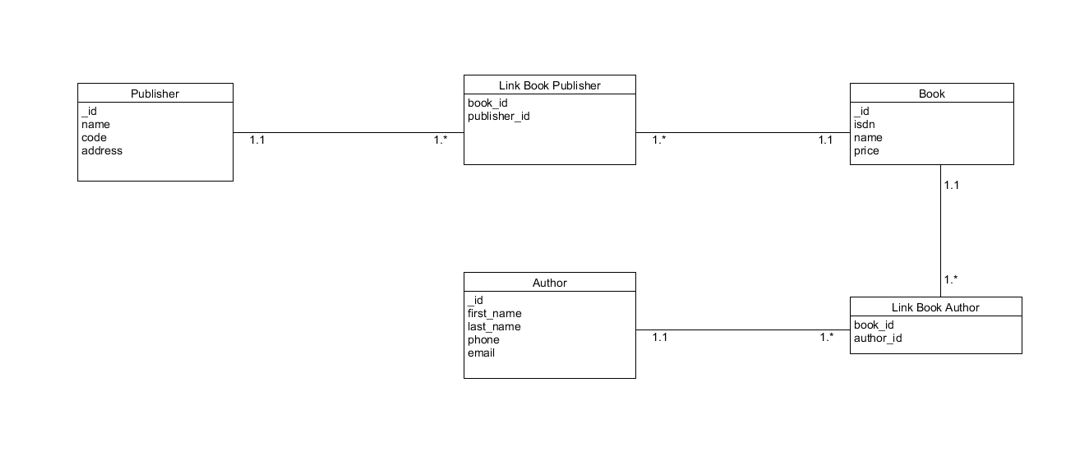 Publisher
_id
name
code
address
1.1
1.*
Link Book Publisher
book_id
publisher_id
1.*
1.1
Book
_id
isdn
name
price
1.1
1.*
Author
_id
first_name
last_name
phone
email
1.1
1.*
Link Book Author
book_id
author_id